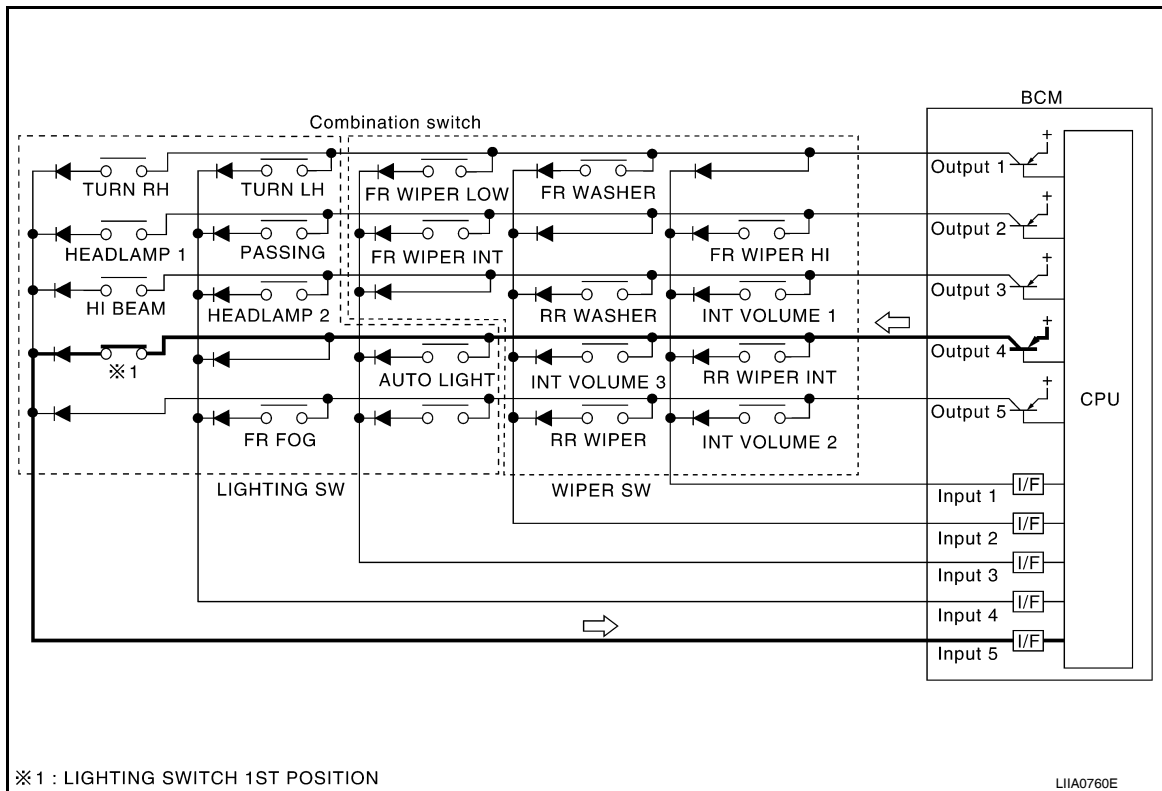 BCM
Combination switch
+
Output 1
TURN RH
TURN LH
FR WIPER LOW
FR WASHER
+
Output 2
HEADLAMP 1
PASSING
FR WIPER INT
FR WIPER HI
+
Output 3
HI BEAM
HEADLAMP 2
RR WASHER
INT VOLUME 1
+
Output 4
※1
AUTO LIGHT
INT VOLUME 3
RR WIPER INT
+
CPU
Output 5
FR FOG
RR WIPER
INT VOLUME 2
LIGHTING SW
WIPER SW
Input 1
I/F
Input 2
I/F
Input 3
I/F
Input 4
I/F
Input 5
I/F
※1 : LIGHTING SWITCH 1ST POSITION
LIIA0760E